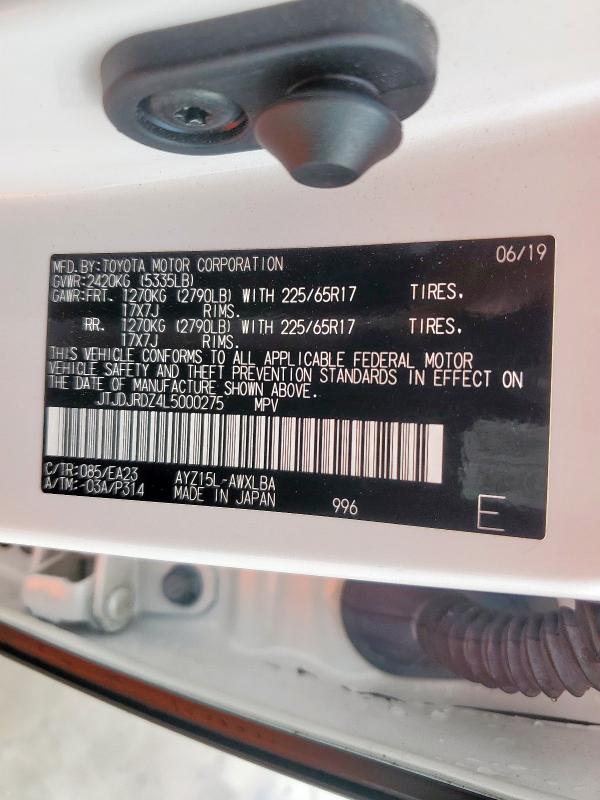 MFD. BY: TOYOTA MOTOR CORPORATION 06/19
GVWR: 2420KG (5335LB)
GAWR: FRT. 1270KG (2790LB) WITH 225/65R17 TIRES.
17X7J RIMS.
RR. 1270KG (2790LB) WITH 225/65R17 TIRES.
17X7J RIMS.
THIS VEHICLE CONFORMS TO ALL APPLICABLE FEDERAL MOTOR
VEHICLE SAFETY AND THEFT PREVENTION STANDARDS IN EFFECT ON
THE DATE OF MANUFACTURE SHOWN ABOVE.
JTJDJRDZ4L5000275 MPV
C/TR: 085/EA23 AYZ15L-AWXLBA
A/TM: -03A/P314 MADE IN JAPAN 996 E